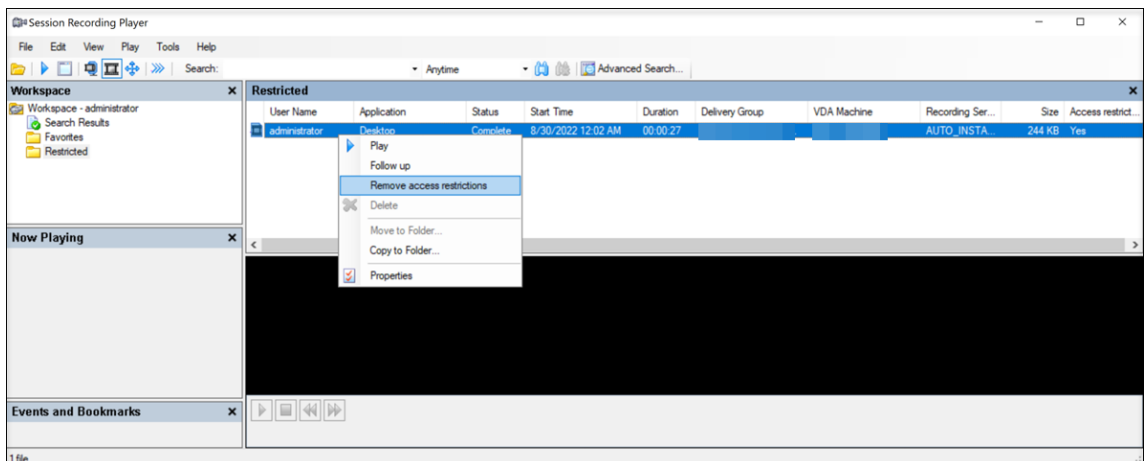 Session Recording Player
File Edit View Play Tools Help
Search: Anytime Advanced Search...
Workspace
Workspace - administrator
Search Results
Favorites
Restricted
Restricted
User Name Application Status Start Time Duration Delivery Group VDA Machine Recording Ser... Size Access restrict...
administrator Desktop Complete 8/30/2022 12:02 AM 00:00:27 AUTO_INSTA... 244 KB Yes
Play
Follow up
Remove access restrictions
Delete
Move to Folder...
Copy to Folder...
Properties
Now Playing
Events and Bookmarks
1 file